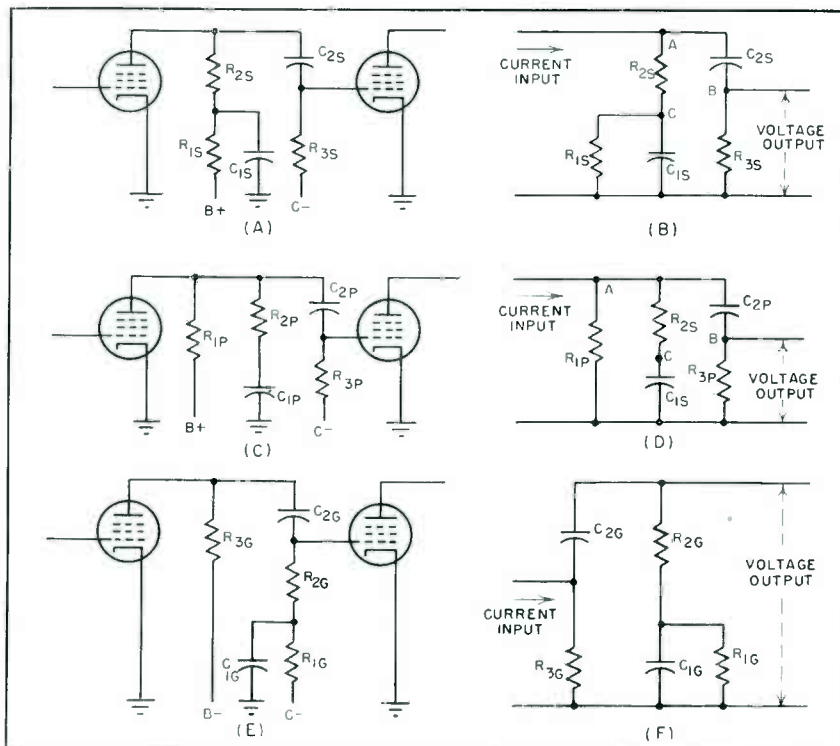 C2S
R2S
R1S
C1S
R3S
B+
C-
(A)
CURRENT
INPUT
A
R2S
C2S
B
C
R1S
C1S
R3S
VOLTAGE
OUTPUT
(B)
C2P
R2P
R1P
C1P
R3P
B+
C-
(C)
CURRENT
INPUT
A
R2S
C2P
B
R1P
C
C1S
R3P
VOLTAGE
OUTPUT
(D)
C2G
R3G
R2G
C1G
R1G
B-
C-
(E)
C2G
R2G
CURRENT
INPUT
R3G
C1G
R1G
VOLTAGE
OUTPUT
(F)